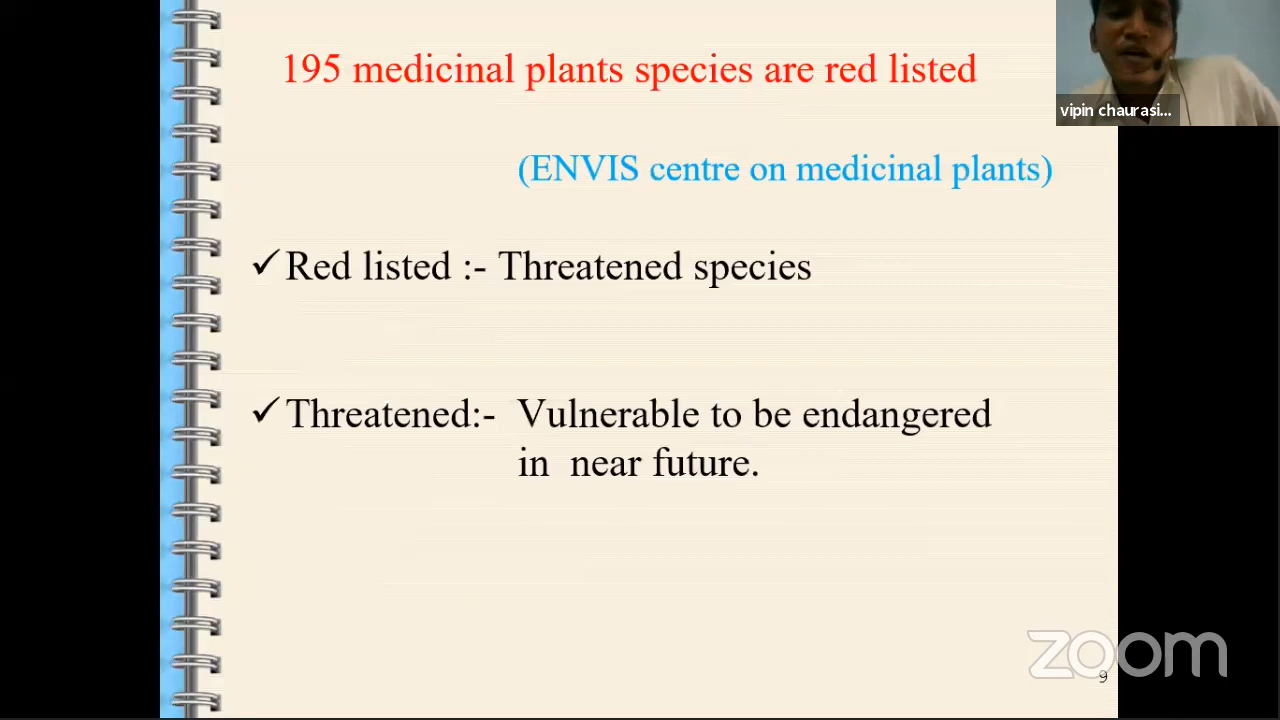 195 medicinal plants species are red listed
vipin chaurasi...
(ENVIS centre on medicinal plants)
✓ Red listed :- Threatened species
✓ Threatened:- Vulnerable to be endangered
in near future.
zoom
9